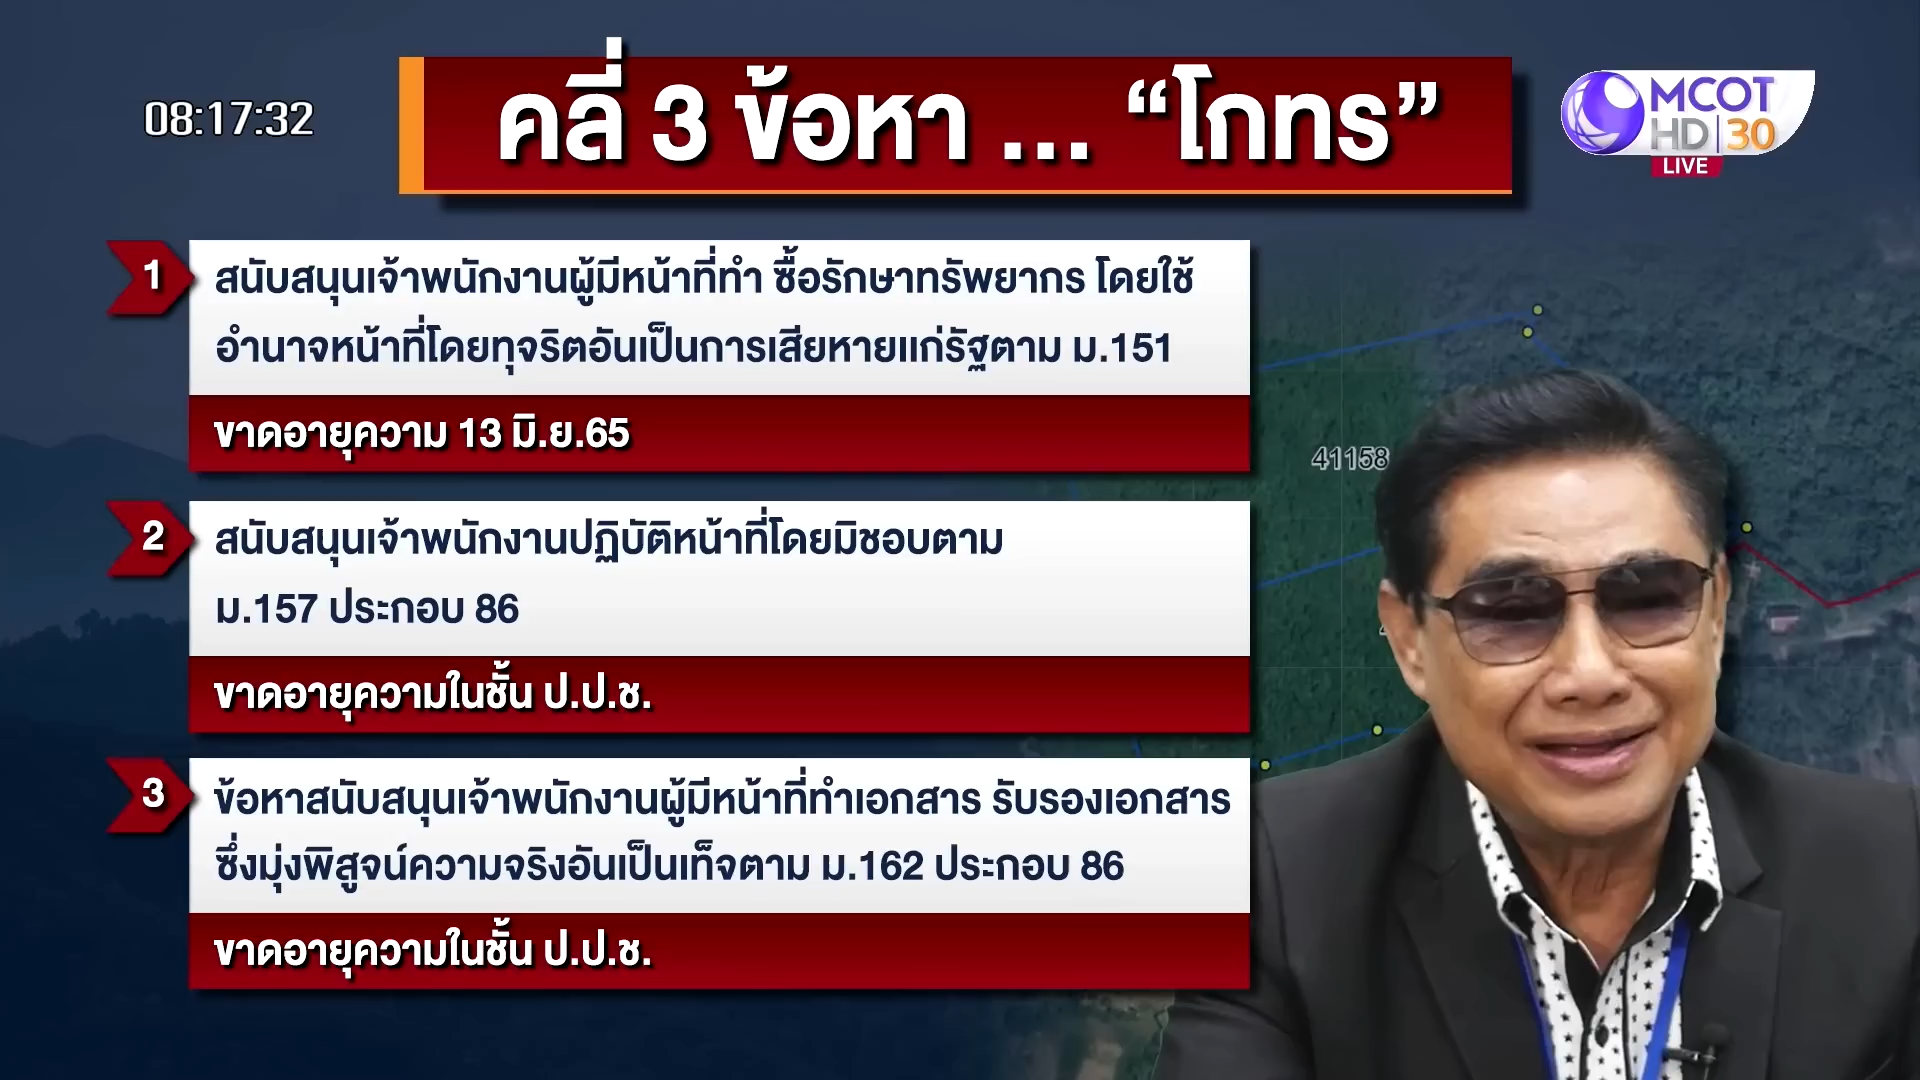 08:17:32
คลี่ 3 ข้อหา ... “โกทร”
MCOT
HD|30
LIVE
1
สนับสนุนเจ้าพนักงานผู้มีหน้าที่ทำ ซื้อรักษาทรัพยากร โดยใช้
อำนาจหน้าที่โดยทุจริตอันเป็นการเสียหายแก่รัฐตาม ม.151
ขาดอายุความ 13 มิ.ย.65
41158
2
สนับสนุนเจ้าพนักงานปฏิบัติหน้าที่โดยมิชอบตาม
ม.157 ประกอบ 86
ขาดอายุความในชั้น ป.ป.ช.
3
ข้อหาสนับสนุนเจ้าพนักงานผู้มีหน้าที่ทำเอกสาร รับรองเอกสาร
ซึ่งมุ่งพิสูจน์ความจริงอันเป็นเท็จตาม ม.162 ประกอบ 86
ขาดอายุความในชั้น ป.ป.ช.